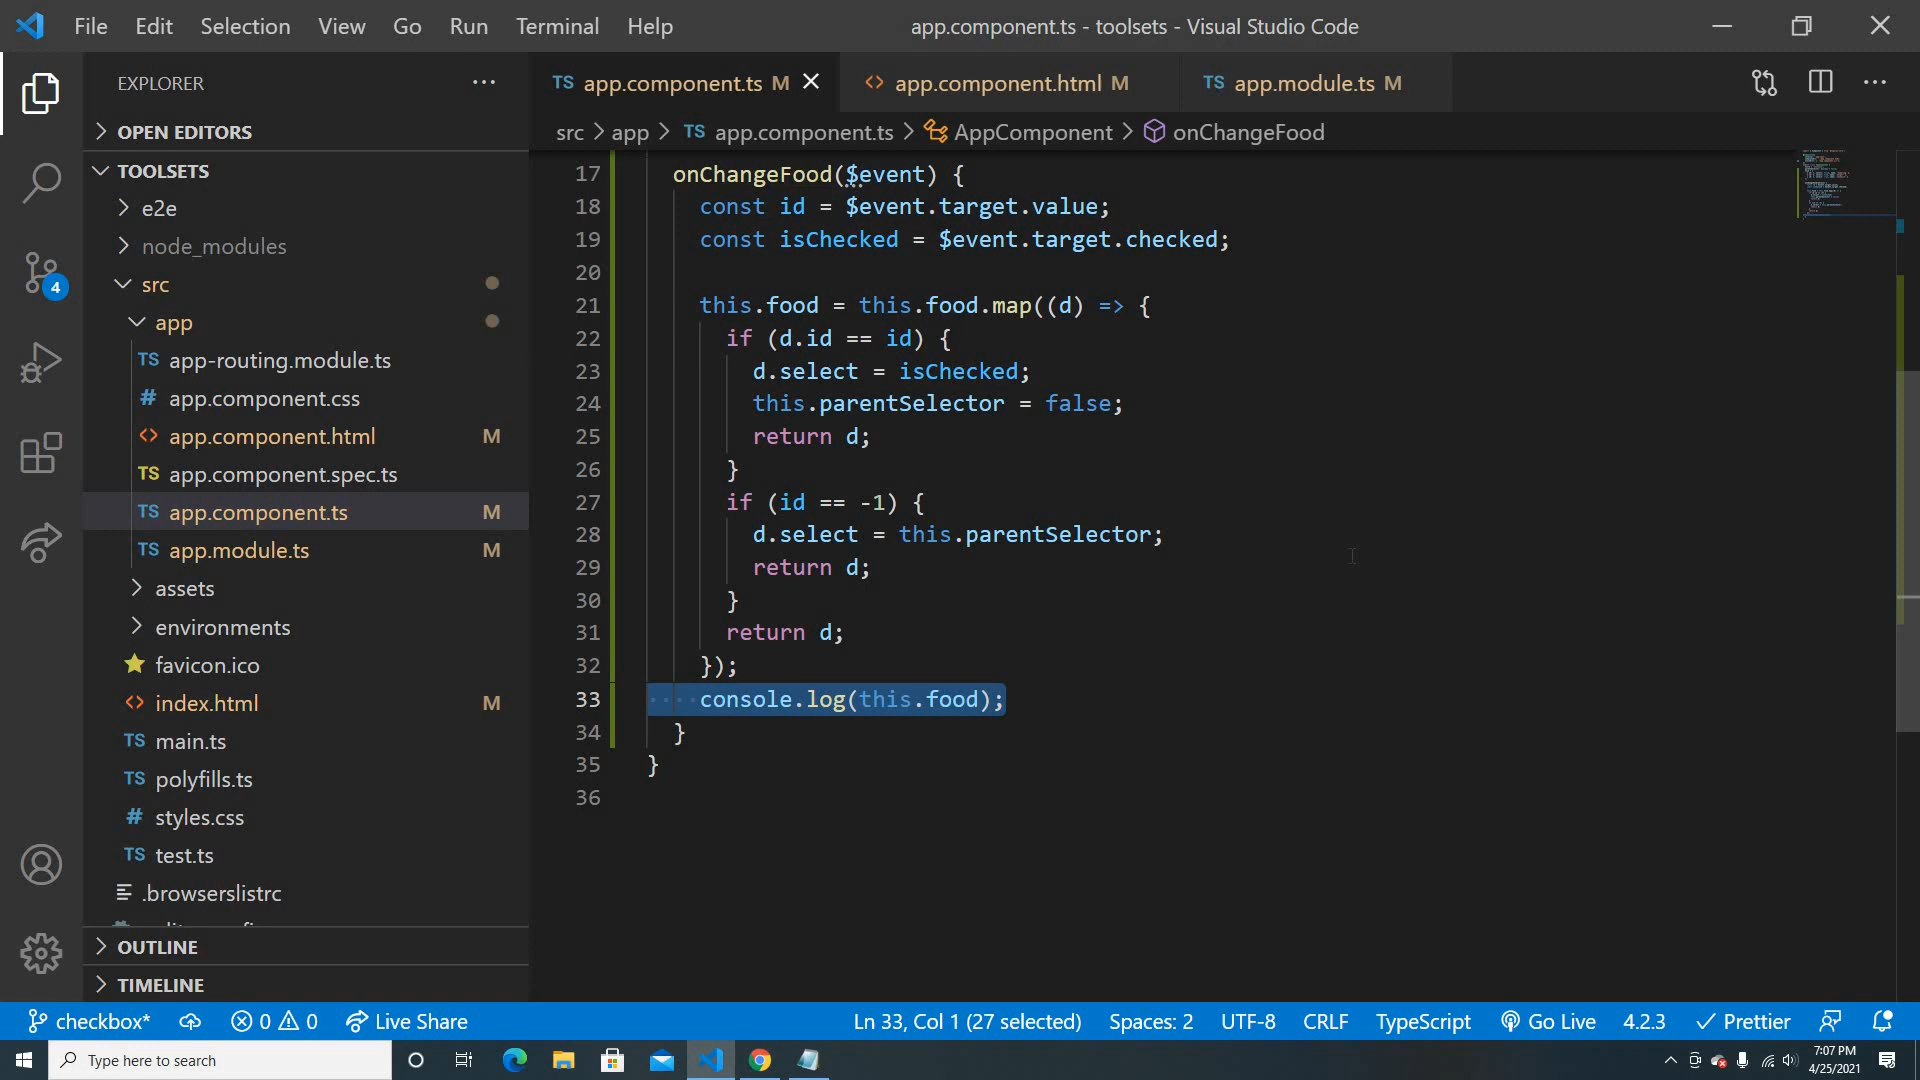 File Edit Selection View Go Run Terminal Help
app.component.ts - toolsets - Visual Studio Code
EXPLORER
OPEN EDITORS
TOOLSETS
e2e
node_modules
src
app
TS app-routing.module.ts
# app.component.css
<> app.component.html M
TS app.component.spec.ts
TS app.component.ts M
TS app.module.ts M
assets
environments
favicon.ico
<> index.html M
TS main.ts
TS polyfills.ts
# styles.css
TS test.ts
.browserslistrc
OUTLINE
TIMELINE
4
TS app.component.ts M
<> app.component.html M
TS app.module.ts M
src > app > TS app.component.ts > AppComponent > onChangeFood
17 onChangeFood($event) {
18 const id = $event.target.value;
19 const isChecked = $event.target.checked;
20
21 this.food = this.food.map((d) => {
22 if (d.id == id) {
23 d.select = isChecked;
24 this.parentSelector = false;
25 return d;
26 }
27 if (id == -1) {
28 d.select = this.parentSelector;
29 return d;
30 }
31 return d;
32 });
33 console.log(this.food);
34 }
35 }
36
checkbox* 0 0 Live Share
Ln 33, Col 1 (27 selected) Spaces: 2 UTF-8 CRLF TypeScript Go Live 4.2.3 Prettier
Type here to search
7:07 PM
4/25/2021